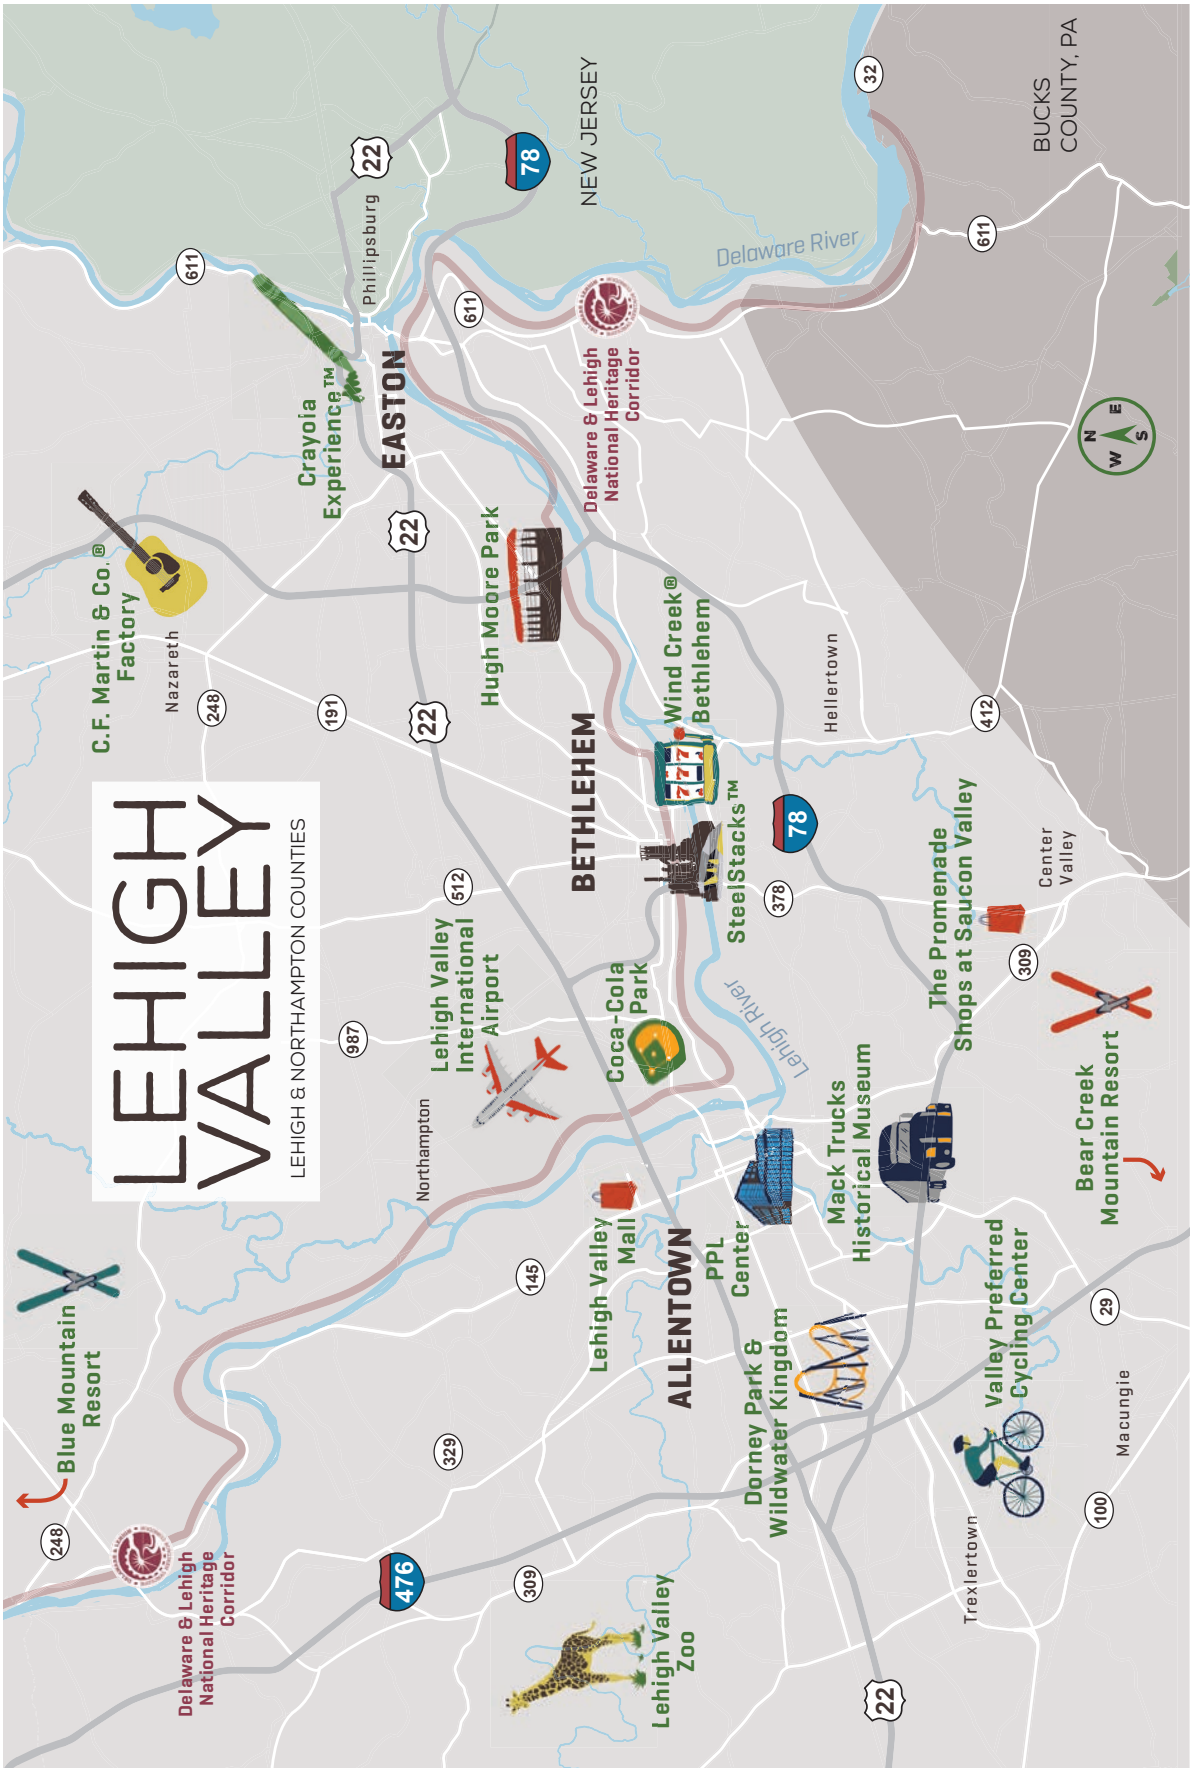 Blue Mountain
Resort
248
Delaware & Lehigh
National Heritage
Corridor
LEHIGH
VALLEY
LEHIGH & NORTHAMPTON COUNTIES
C.F. Martin & Co.®
Factory
Nazareth
248
191
611
Crayola
Experience™
EASTON
Phillipsburg
22
22
22
78
NEW JERSEY
987
512
Northampton
Lehigh Valley
International
Airport
476
329
309
145
Hugh Moore Park
611
Delaware & Lehigh
National Heritage
Corridor
BETHLEHEM
Coca-Cola
Park
Lehigh Valley
Mall
ALLENTOWN
PPL
Center
Lehigh Valley
Zoo
Wind Creek®
Bethlehem
777
SteelStacks™
Lehigh River
Delaware River
378
78
Hellertown
Dorney Park &
Wildwater Kingdom
Mack Trucks
Historical Museum
22
32
611
412
The Promenade
Shops at Saucon Valley
309
Center
Valley
Valley Preferred
Cycling Center
Trexlertown
100
Macungie
29
Bear Creek
Mountain Resort
N
E
S
W
BUCKS
COUNTY, PA